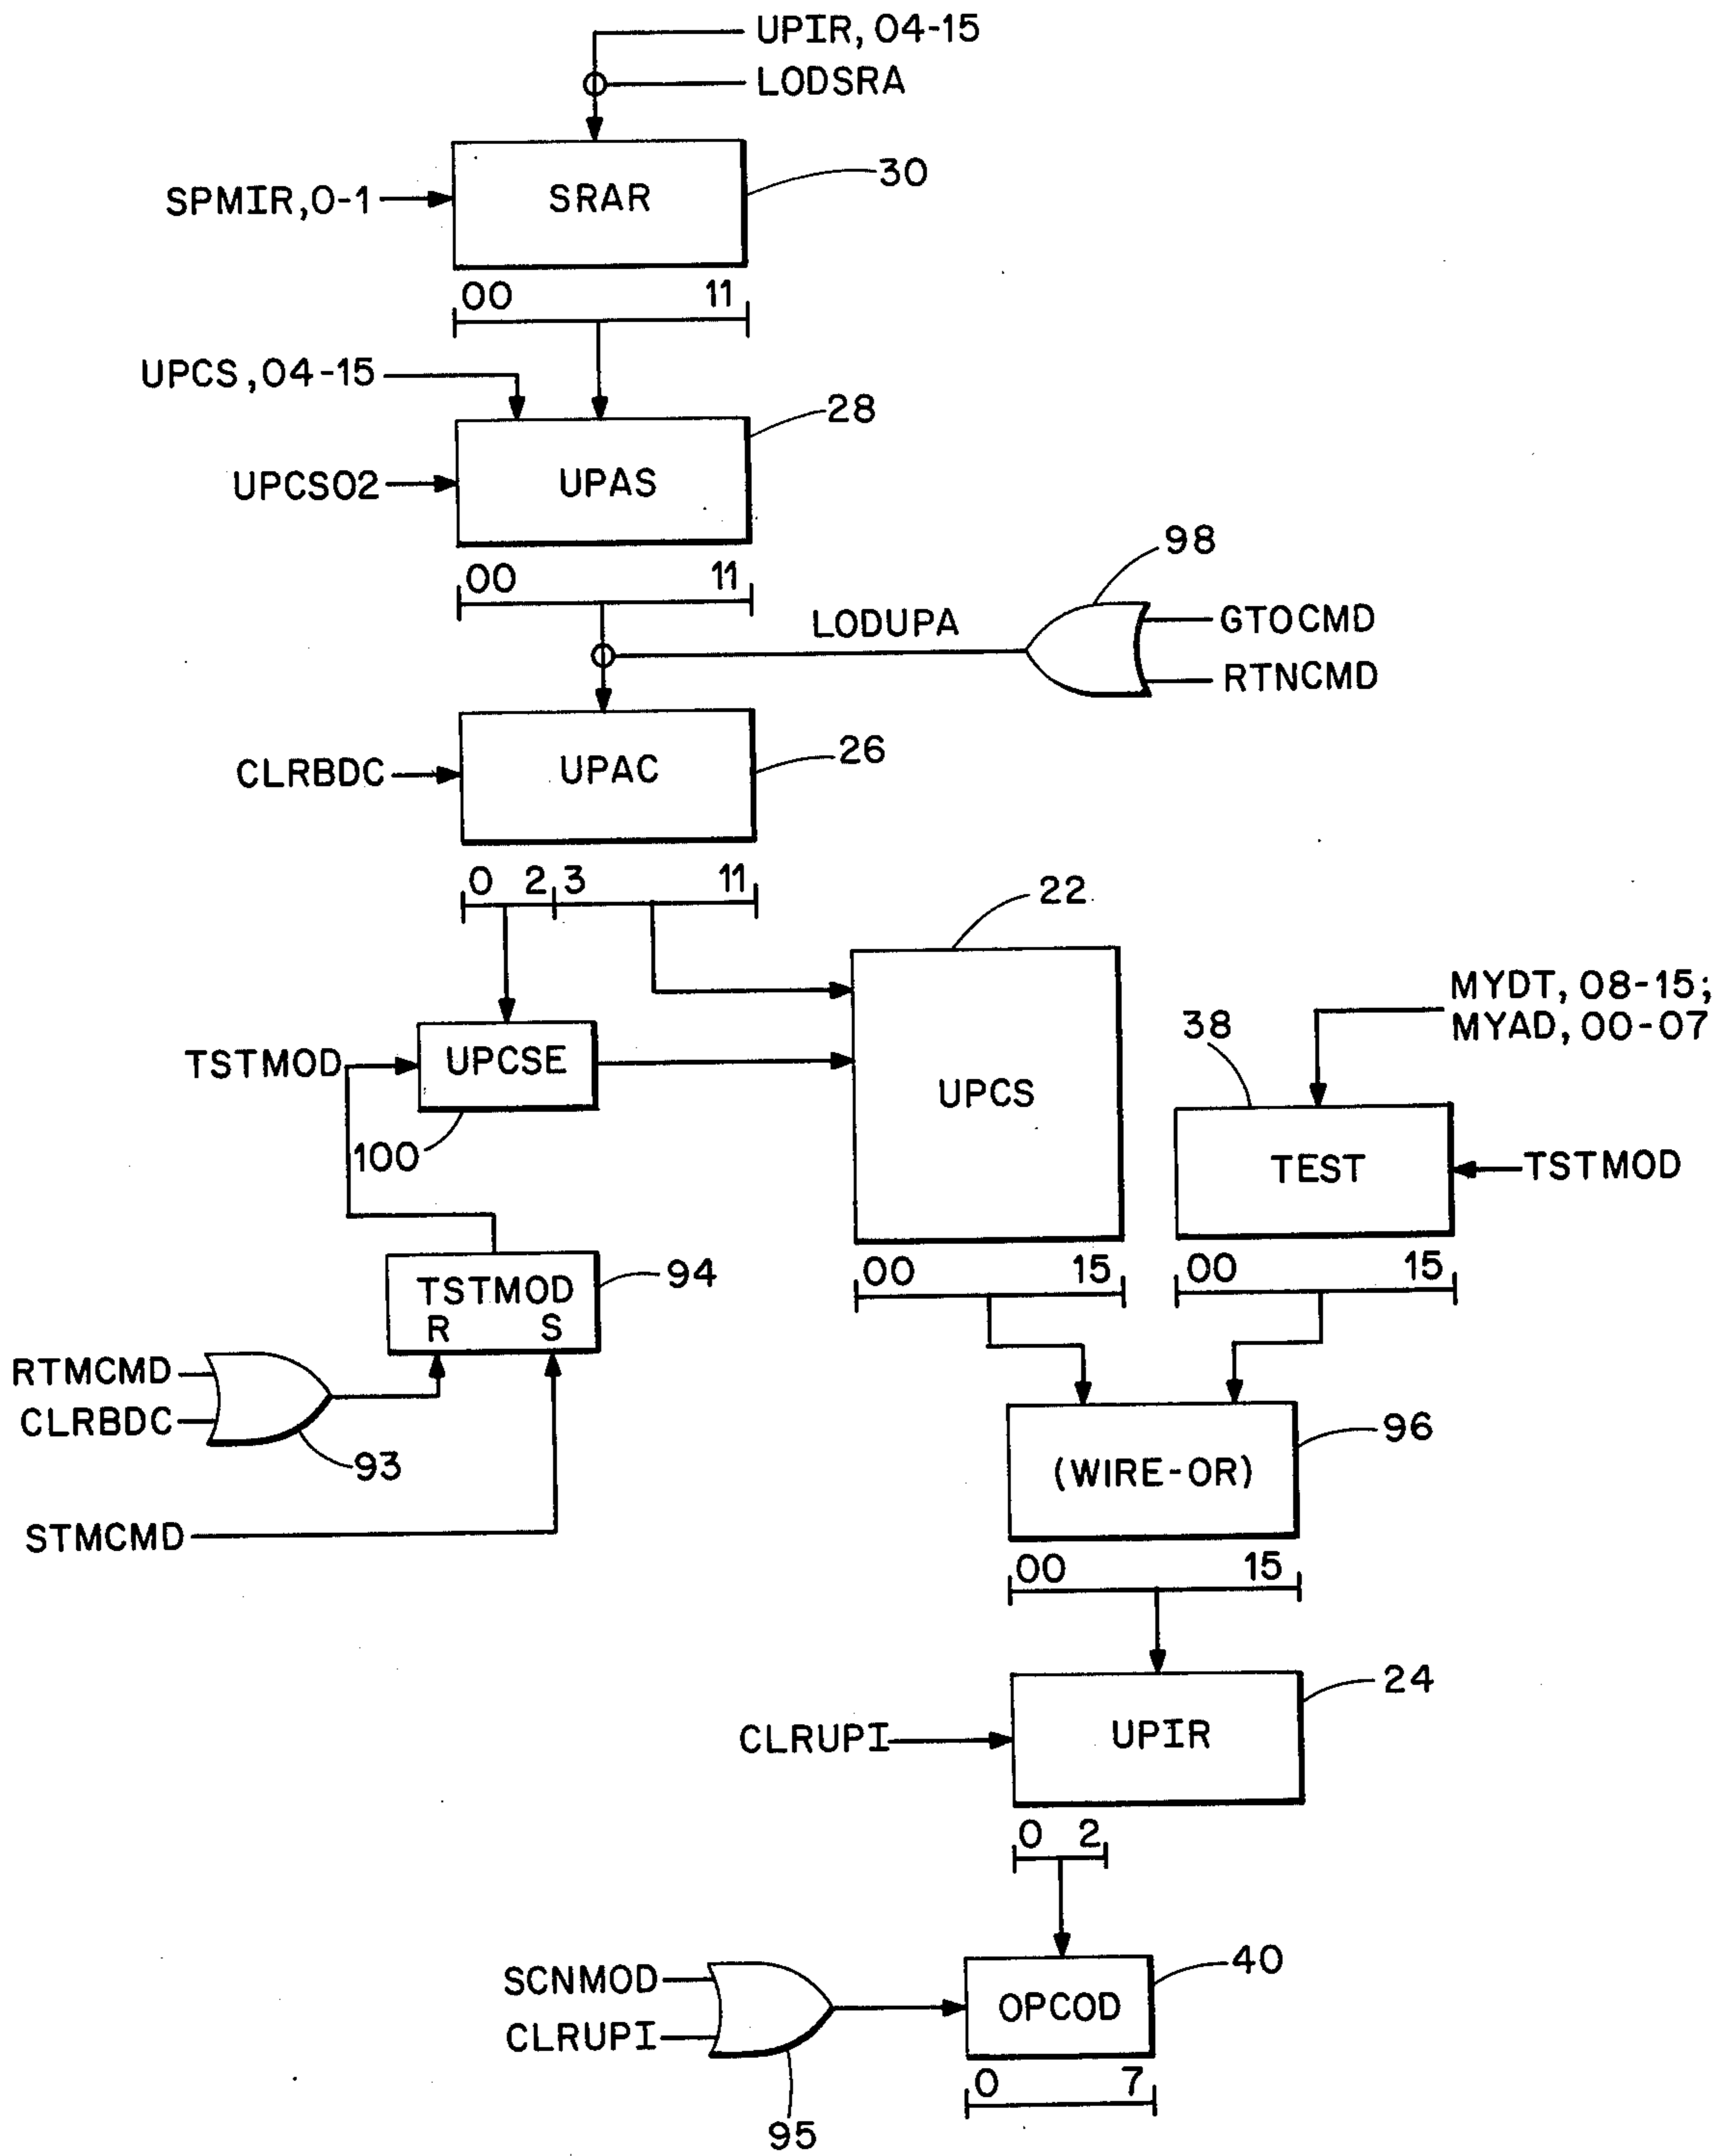 UPIR, 04-15
LODSRA
30
SPMIR, 0-1
SRAR
00 11
UPCS, 04-15
28
UPCS02
UPAS
00 11
98
LODUPA
GTOCMD
RTNCMD
CLRBDC
UPAC
26
0 2 3 11
22
MYDT, 08-15;
MYAD, 00-07
38
TSTMOD
UPCSE
UPCS
100
TEST
TSTMOD
00 15
00 15
TSTMOD
R S
94
RTMCMD
CLRBDC
93
96
(WIRE-OR)
STMCMD
00 15
24
CLRUPI
UPIR
0 2
SCNMOD
CLRUPI
40
OPCOD
0 7
95